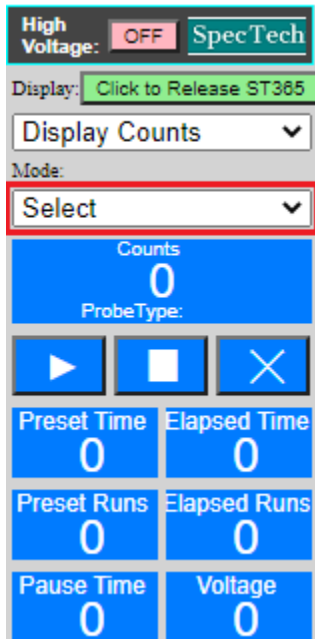 High
Voltage: OFF SpecTech
Display: Click to Release ST365
Display Counts
Mode:
Select
Counts
0
ProbeType:
Preset Time Elapsed Time
0 0
Preset Runs Elapsed Runs
0 0
Pause Time Voltage
0 0